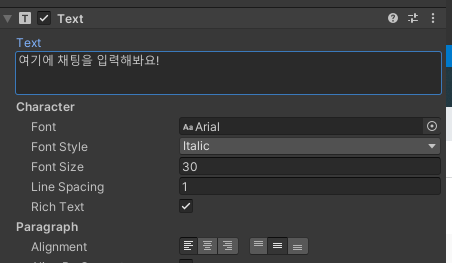 Text
Text
여기에 채팅을 입력해봐요!
Character
Font Aa Arial
Font Style Italic
Font Size 30
Line Spacing 1
Rich Text
Paragraph
Alignment